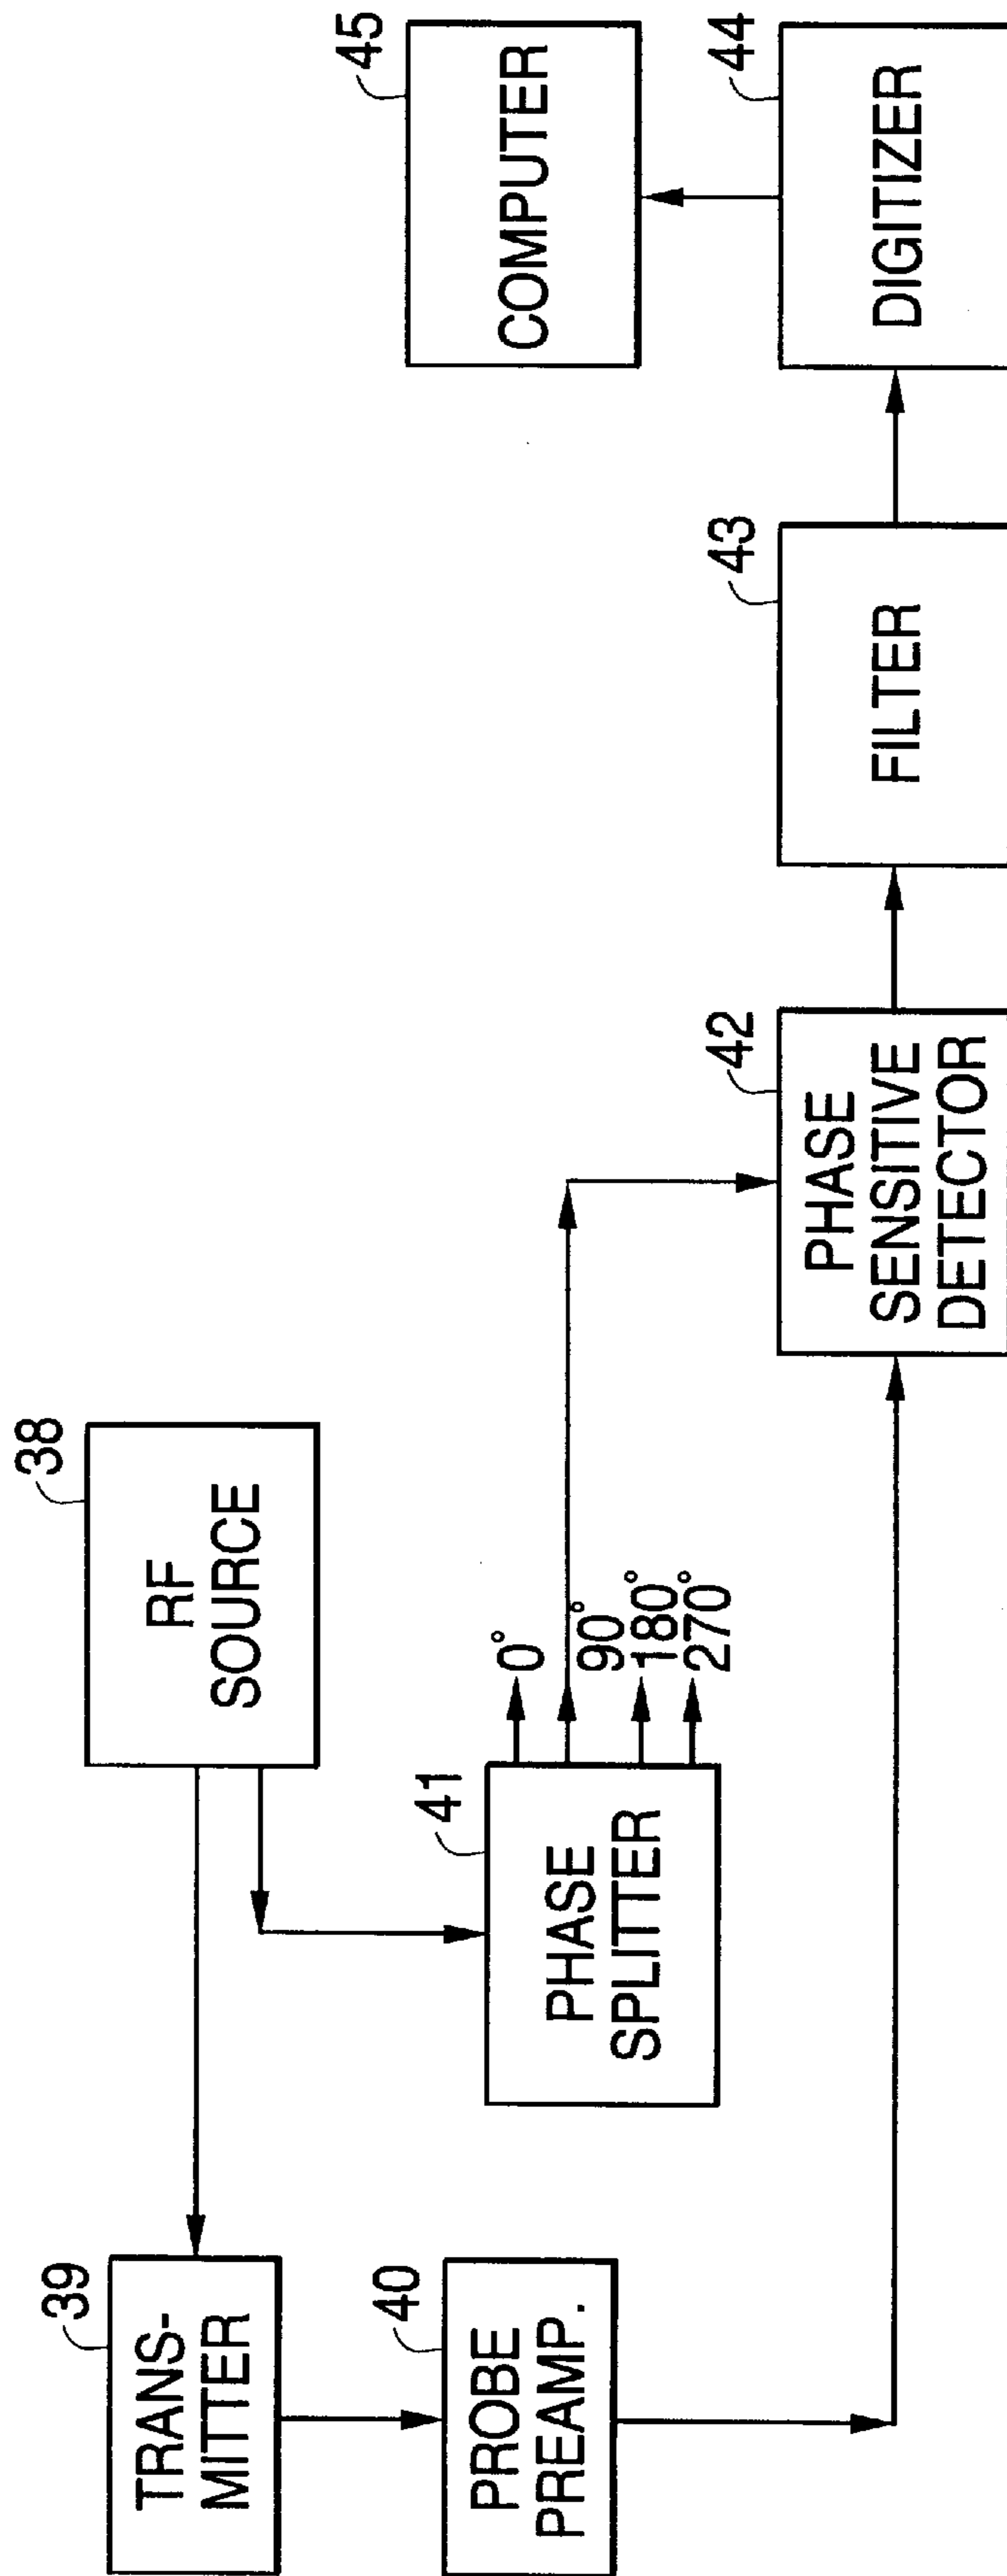 38
RF
SOURCE
39
TRANS-
MITTER
40
PROBE
PREAMP.
41
PHASE
SPLITTER
0°
90°
180°
270°
42
PHASE
SENSITIVE
DETECTOR
43
FILTER
44
DIGITIZER
45
COMPUTER